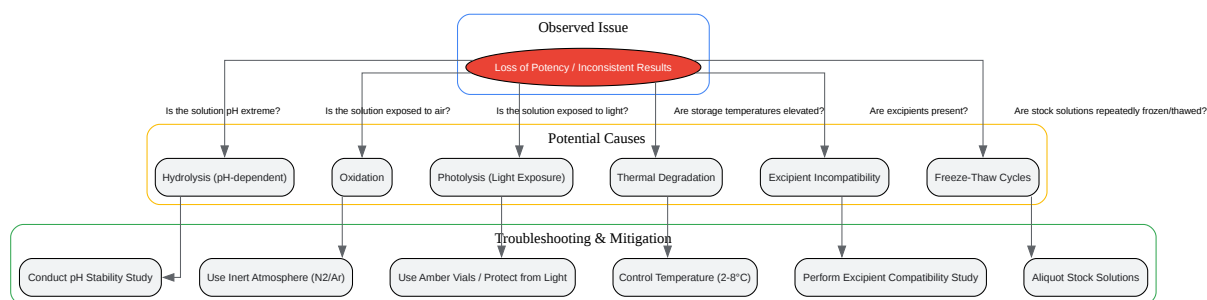 Observed Issue
Loss of Potency / Inconsistent Results
Is the solution pH extreme?
Is the solution exposed to air?
Is the solution exposed to light?
Are storage temperatures elevated?
Are excipients present?
Are stock solutions repeatedly frozen/thawed?
Potential Causes
Hydrolysis (pH-dependent)
Oxidation
Photolysis (Light Exposure)
Thermal Degradation
Excipient Incompatibility
Freeze-Thaw Cycles
Troubleshooting & Mitigation
Conduct pH Stability Study
Use Inert Atmosphere (N2/Ar)
Use Amber Vials / Protect from Light
Control Temperature (2-8°C)
Perform Excipient Compatibility Study
Aliquot Stock Solutions